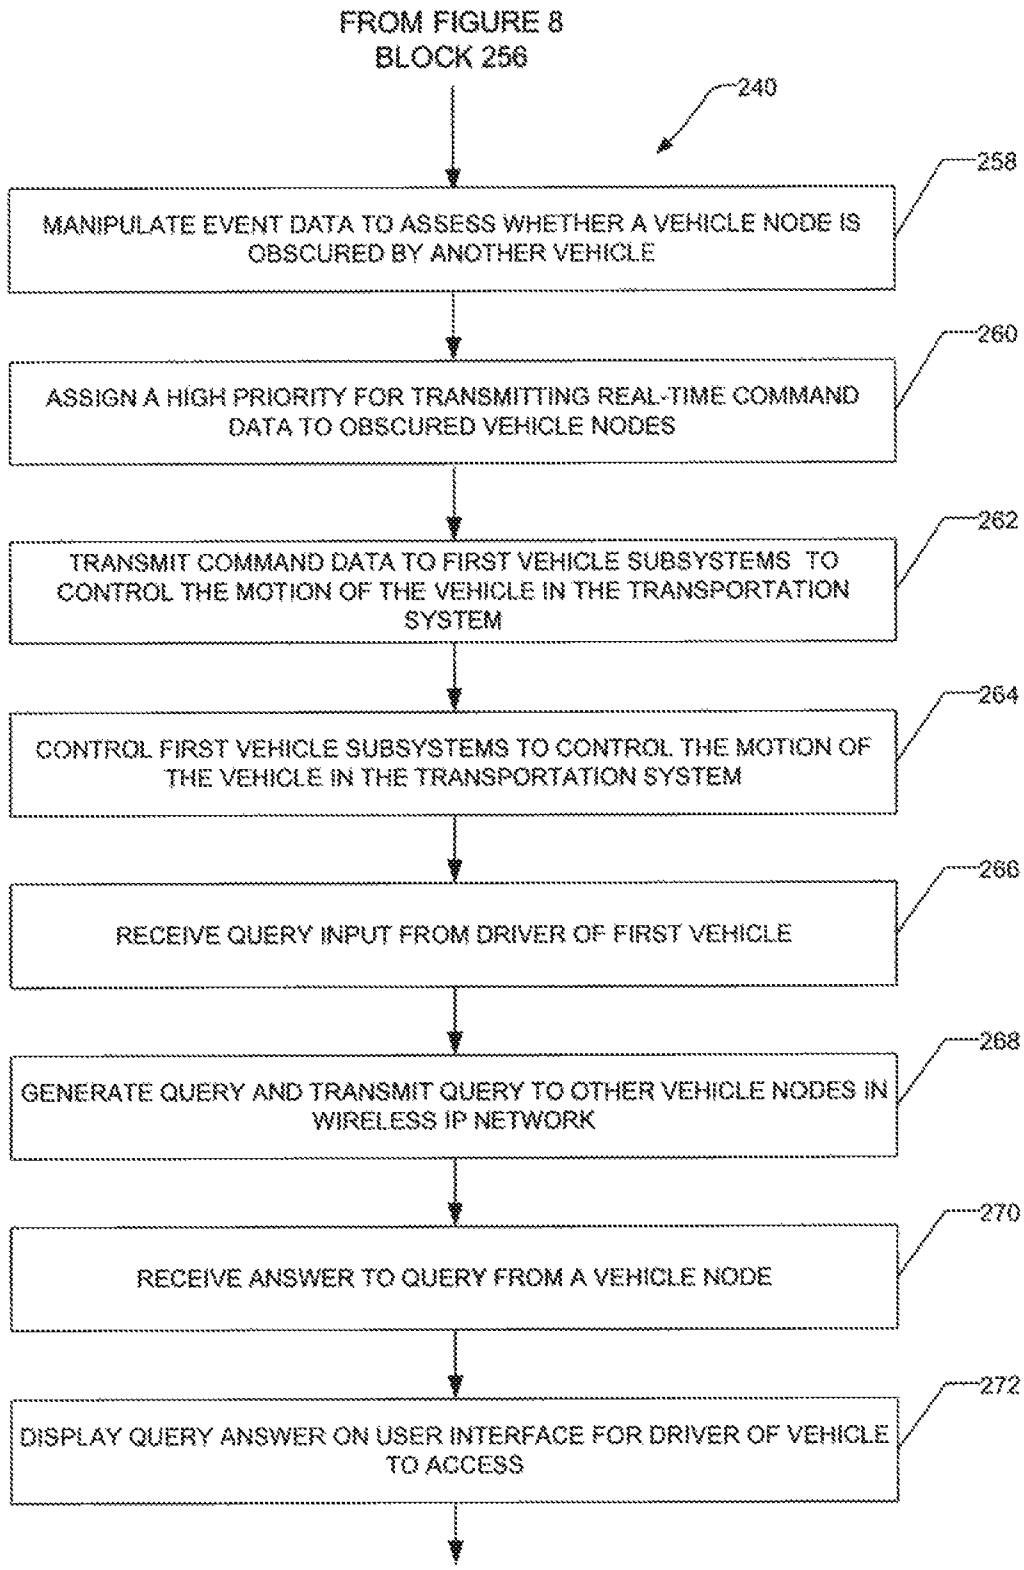 FROM FIGURE 8
BLOCK 256
240
258
MANIPULATE EVENT DATA TO ASSESS WHETHER A VEHICLE NODE IS
OBSCURED BY ANOTHER VEHICLE
260
ASSIGN A HIGH PRIORITY FOR TRANSMITTING REAL-TIME COMMAND
DATA TO OBSCURED VEHICLE NODES
262
TRANSMIT COMMAND DATA TO FIRST VEHICLE SUBSYSTEMS TO
CONTROL THE MOTION OF THE VEHICLE IN THE TRANSPORTATION
SYSTEM
264
CONTROL FIRST VEHICLE SUBSYSTEMS TO CONTROL THE MOTION OF
THE VEHICLE IN THE TRANSPORTATION SYSTEM
266
RECEIVE QUERY INPUT FROM DRIVER OF FIRST VEHICLE
268
GENERATE QUERY AND TRANSMIT QUERY TO OTHER VEHICLE NODES IN
WIRELESS IP NETWORK
270
RECEIVE ANSWER TO QUERY FROM A VEHICLE NODE
272
DISPLAY QUERY ANSWER ON USER INTERFACE FOR DRIVER OF VEHICLE
TO ACCESS